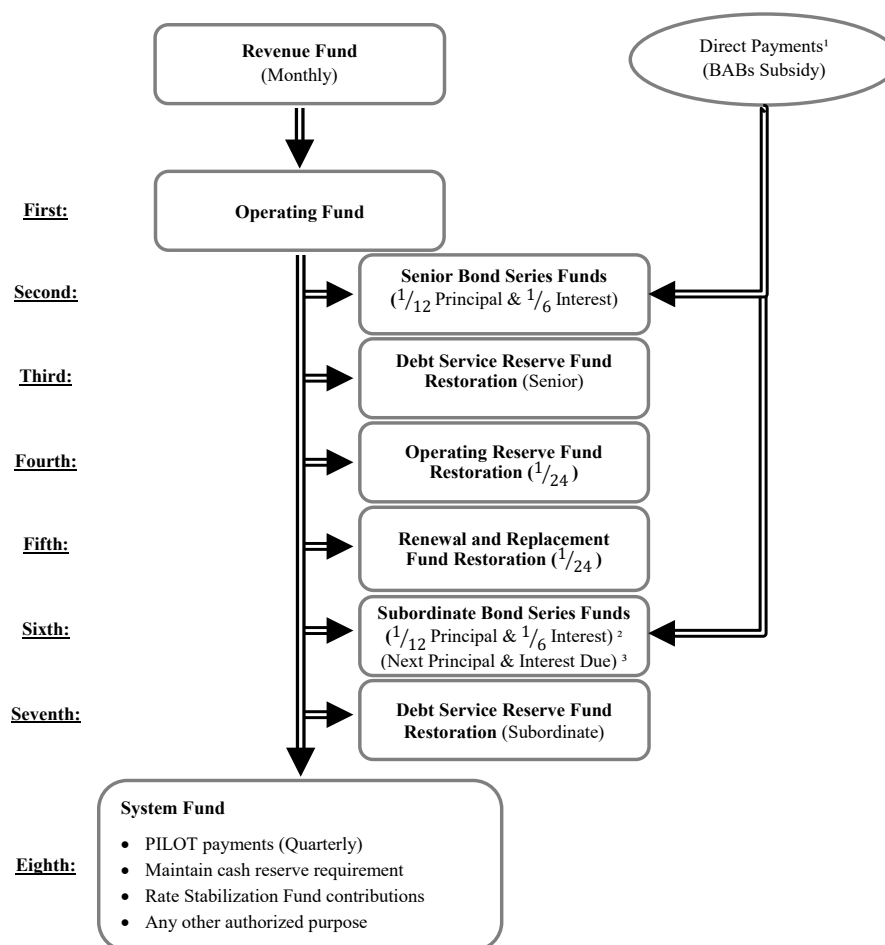 Revenue Fund
(Monthly)
Direct Payments¹
(BABs Subsidy)
First:
Operating Fund
Second:
Senior Bond Series Funds
(1/12 Principal & 1/6 Interest)
Third:
Debt Service Reserve Fund
Restoration (Senior)
Fourth:
Operating Reserve Fund
Restoration (1/24)
Fifth:
Renewal and Replacement
Fund Restoration (1/24)
Sixth:
Subordinate Bond Series Funds
(1/12 Principal & 1/6 Interest) ²
(Next Principal & Interest Due) ³
Seventh:
Debt Service Reserve Fund
Restoration (Subordinate)
Eighth:
System Fund
• PILOT payments (Quarterly)
• Maintain cash reserve requirement
• Rate Stabilization Fund contributions
• Any other authorized purpose